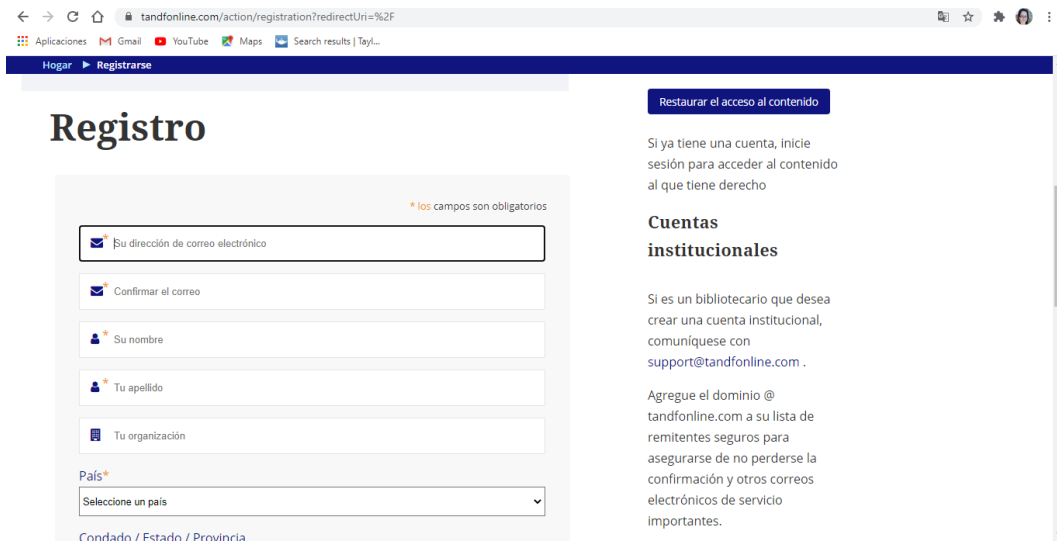 tandfonline.com/action/registration?redirectUri=%2F
Aplicaciones
Gmail
YouTube
Maps
Search results | Tayl...
Hogar
Registrarse
Registro
* los campos son obligatorios
* Su dirección de correo electrónico
* Confirmar el correo
* Su nombre
* Tu apellido
Tu organización
País*
Seleccione un país
Condado / Estado / Provincia
Restaurar el acceso al contenido
Si ya tiene una cuenta, inicie
sesión para acceder al contenido
al que tiene derecho
Cuentas
institucionales
Si es un bibliotecario que desea
crear una cuenta institucional,
comuníquese con
support@tandfonline.com .
Agregue el dominio @
tandfonline.com a su lista de
remitentes seguros para
asegurarse de no perderse la
confirmación y otros correos
electrónicos de servicio
importantes.